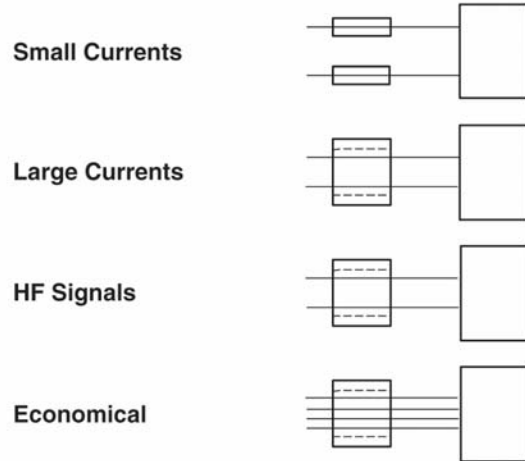 Small Currents
Large Currents
HF Signals
Economical